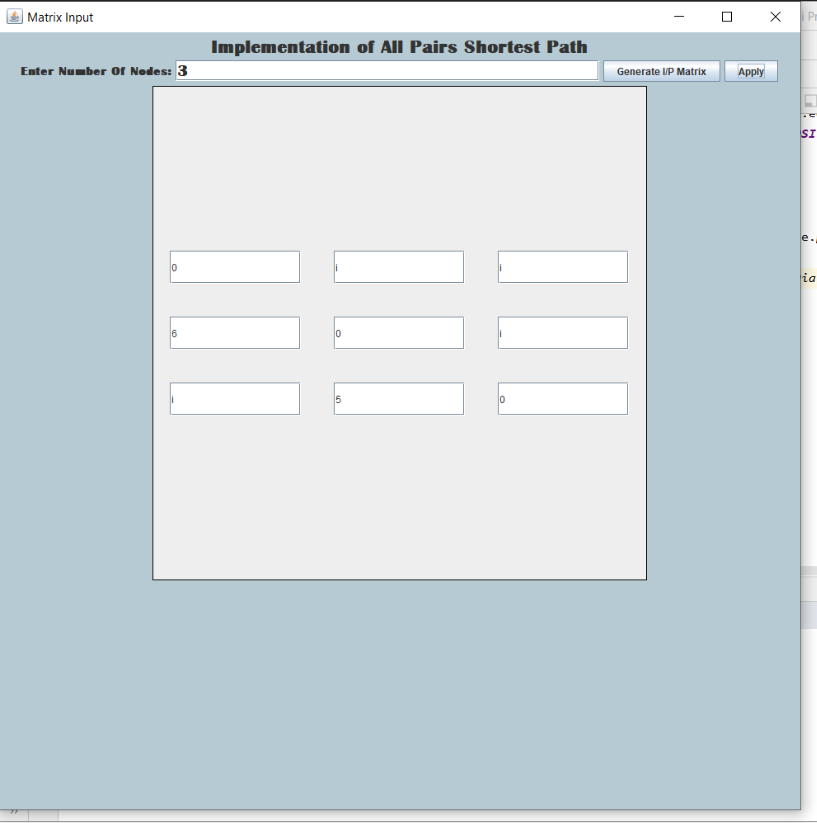 Matrix Input
Implementation of All Pairs Shortest Path
Enter Number Of Nodes: 3 Generate I/P Matrix Apply
0 i i
6 0 i
i 5 0